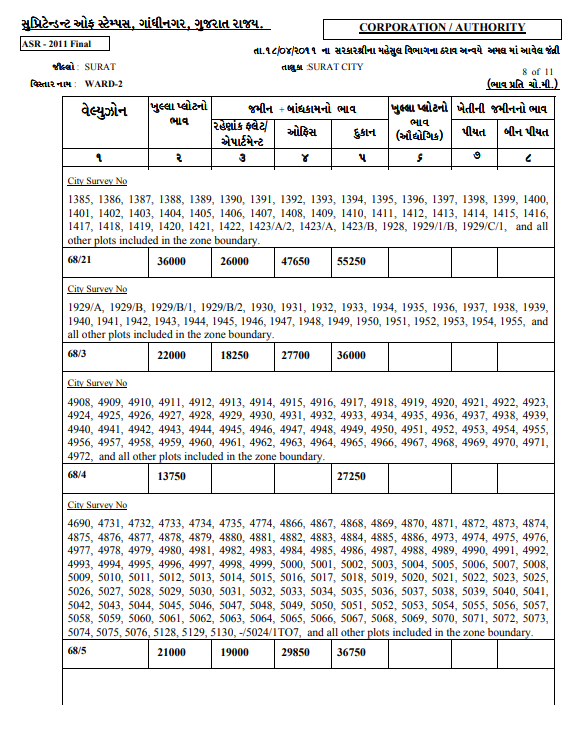 સુપ્રિટેન્ડન્ટ ઓફ સ્ટેમ્પસ, ગાંધીનગર, ગુજરાત રાજ્ય.
CORPORATION / AUTHORITY
ASR - 2011 Final
તા.૧૮/૦૪/૨૦૧૧ ના સરકારશ્રીના મહેસુલ વિભાગના ઠરાવ અન્વયે અમલ માં આવેલ જંત્રી
જીલ્લો : SURAT તાલુકા :SURAT CITY 8 of 11
વિસ્તાર નામ : WARD-2 (ભાવ પ્રતિ ચો.મી.)
વેલ્યુઝોન ખુલ્લા પ્લોટનો ભાવ જમીન + બાંધકામનો ભાવ ખુલ્લા પ્લોટનો ભાવ (ઔદ્યોગિક) ખેતીની જમીનનો ભાવ
રહેણાંક ફ્લેટ/ એપાર્ટમેન્ટ ઓફિસ દુકાન પીયત બીન પીયત
૧ ૨ ૩ ૪ ૫ ૬ ૭ ૮
City Survey No
1385, 1386, 1387, 1388, 1389, 1390, 1391, 1392, 1393, 1394, 1395, 1396, 1397, 1398, 1399, 1400,
1401, 1402, 1403, 1404, 1405, 1406, 1407, 1408, 1409, 1410, 1411, 1412, 1413, 1414, 1415, 1416,
1417, 1418, 1419, 1420, 1421, 1422, 1423/A/2, 1423/A, 1423/B, 1928, 1929/1/B, 1929/C/1, and all
other plots included in the zone boundary.
68/21 36000 26000 47650 55250
City Survey No
1929/A, 1929/B, 1929/B/1, 1929/B/2, 1930, 1931, 1932, 1933, 1934, 1935, 1936, 1937, 1938, 1939,
1940, 1941, 1942, 1943, 1944, 1945, 1946, 1947, 1948, 1949, 1950, 1951, 1952, 1953, 1954, 1955, and
all other plots included in the zone boundary.
68/3 22000 18250 27700 36000
City Survey No
4908, 4909, 4910, 4911, 4912, 4913, 4914, 4915, 4916, 4917, 4918, 4919, 4920, 4921, 4922, 4923,
4924, 4925, 4926, 4927, 4928, 4929, 4930, 4931, 4932, 4933, 4934, 4935, 4936, 4937, 4938, 4939,
4940, 4941, 4942, 4943, 4944, 4945, 4946, 4947, 4948, 4949, 4950, 4951, 4952, 4953, 4954, 4955,
4956, 4957, 4958, 4959, 4960, 4961, 4962, 4963, 4964, 4965, 4966, 4967, 4968, 4969, 4970, 4971,
4972, and all other plots included in the zone boundary.
68/4 13750 27250
City Survey No
4690, 4731, 4732, 4733, 4734, 4735, 4774, 4866, 4867, 4868, 4869, 4870, 4871, 4872, 4873, 4874,
4875, 4876, 4877, 4878, 4879, 4880, 4881, 4882, 4883, 4884, 4885, 4886, 4973, 4974, 4975, 4976,
4977, 4978, 4979, 4980, 4981, 4982, 4983, 4984, 4985, 4986, 4987, 4988, 4989, 4990, 4991, 4992,
4993, 4994, 4995, 4996, 4997, 4998, 4999, 5000, 5001, 5002, 5003, 5004, 5005, 5006, 5007, 5008,
5009, 5010, 5011, 5012, 5013, 5014, 5015, 5016, 5017, 5018, 5019, 5020, 5021, 5022, 5023, 5025,
5026, 5027, 5028, 5029, 5030, 5031, 5032, 5033, 5034, 5035, 5036, 5037, 5038, 5039, 5040, 5041,
5042, 5043, 5044, 5045, 5046, 5047, 5048, 5049, 5050, 5051, 5052, 5053, 5054, 5055, 5056, 5057,
5058, 5059, 5060, 5061, 5062, 5063, 5064, 5065, 5066, 5067, 5068, 5069, 5070, 5071, 5072, 5073,
5074, 5075, 5076, 5128, 5129, 5130, -/5024/1TO7, and all other plots included in the zone boundary.
68/5 21000 19000 29850 36750